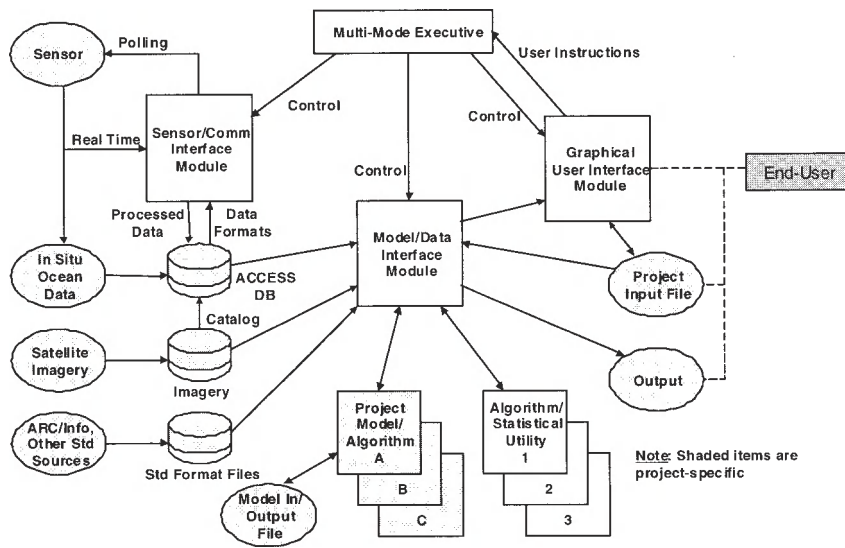 Multi-Mode Executive
Polling
Sensor
User Instructions
Control
Control
Control
Real Time
Sensor/Comm
Interface
Module
Graphical
User Interface
Module
End-User
Processed
Data
Data
Formats
Model/Data
Interface
Module
In Situ
Ocean
Data
ACCESS
DB
Project
Input File
Catalog
Satellite
Imagery
Imagery
Output
ARC/Info,
Other Std
Sources
Std Format Files
Project
Model/
Algorithm
A
B
C
Algorithm/
Statistical
Utility
1
2
3
Model In/
Output
File
Note: Shaded items are
project-specific